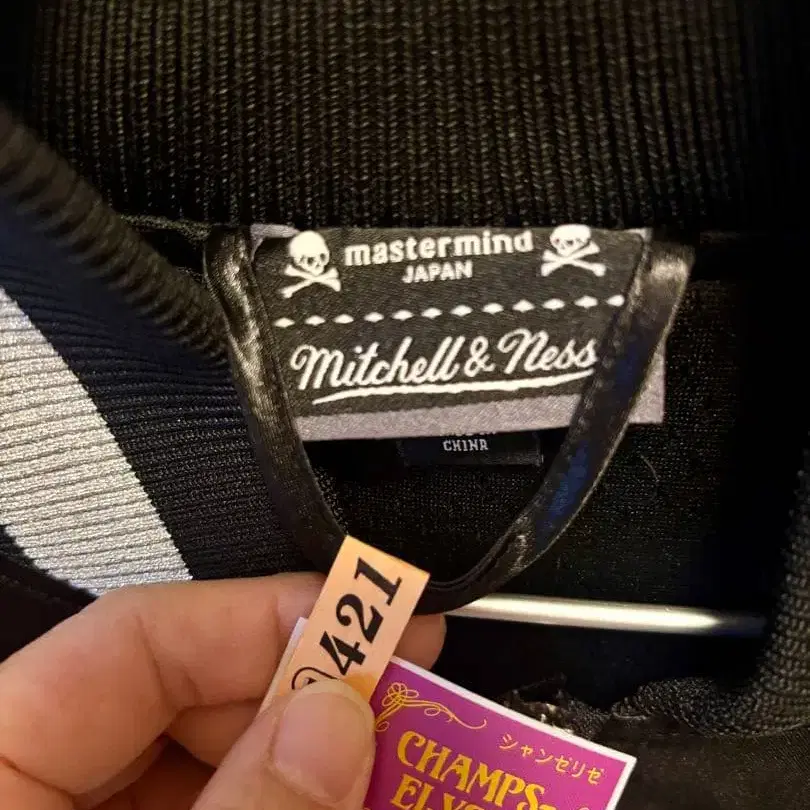 mastermind
JAPAN
Mitchell & Ness
CHINA
421
シャンゼリゼ
CHAMPS-